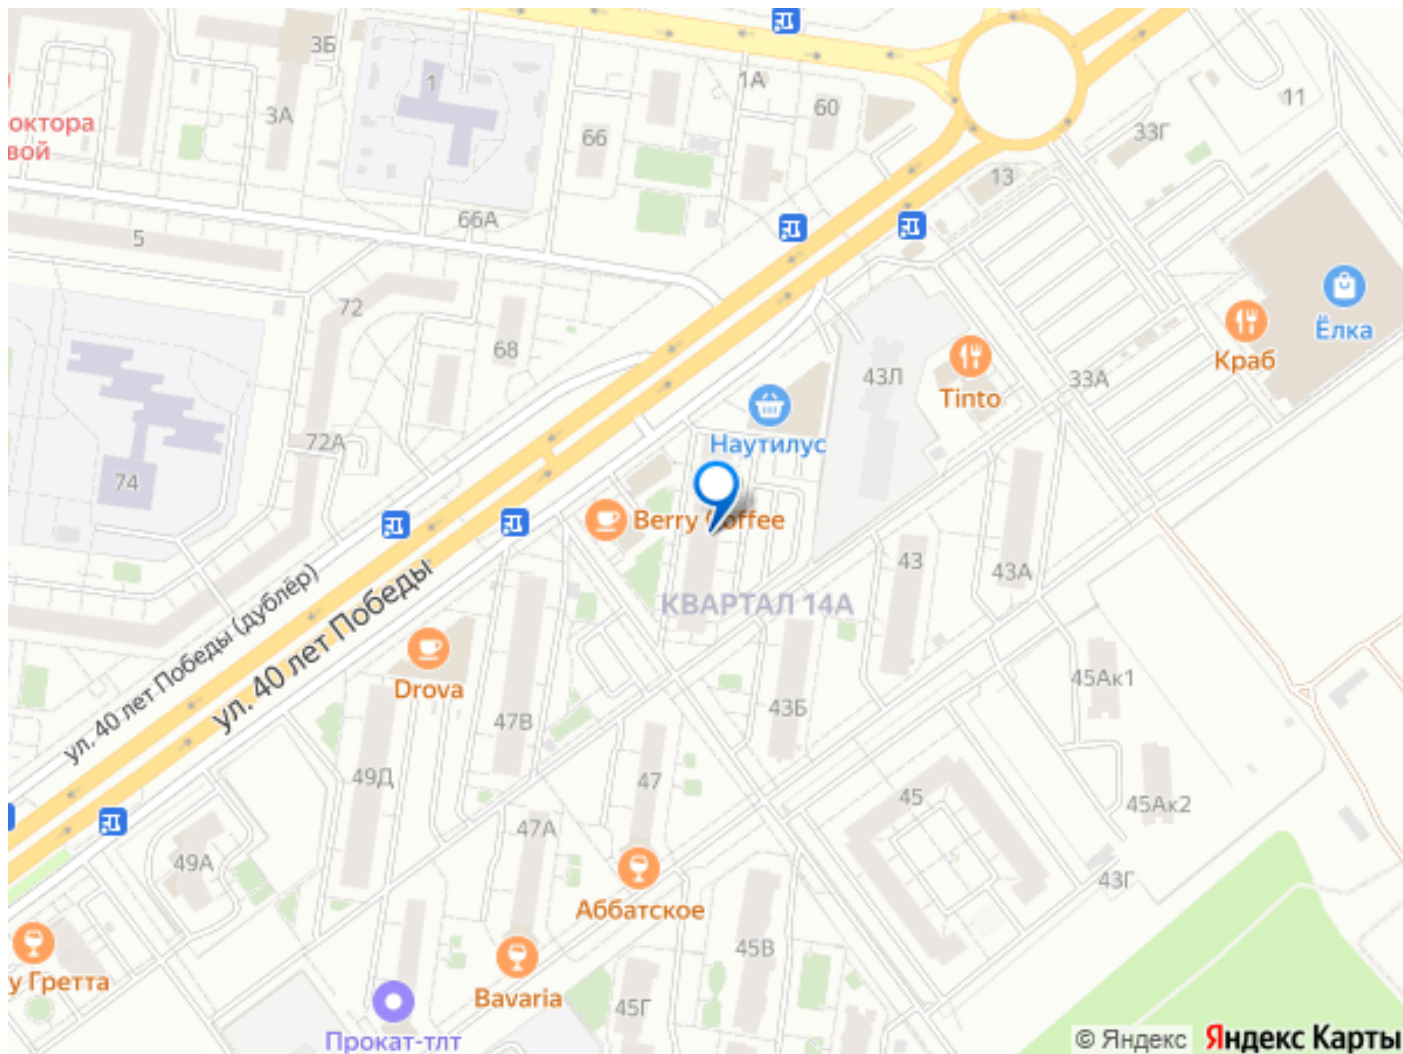 3Б
1
1А
60
11
3А
66
33Г
октора
вой
13
66А
5
72
68
Ёлка
Краб
43Л
Tinto
33А
Наутилус
72А
74
Berry Coffee
43
43А
КВАРТАЛ 14А
ул. 40 лет Победы (дублёр)
ул. 40 лет Победы
Drova
45Ак1
43Б
47В
49Д
47
45
45Ак2
47А
49А
43Г
Аббатское
45В
у Гретта
Bavaria
45Г
Прокат-тлт
© Яндекс Яндекс Карты